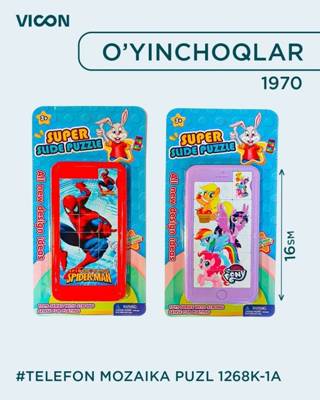 VICON
O'YINCHOQLAR
1970
SUPER
SLIDE PUZZLE
All new design ideas
SPIDER-MAN
SUPER
SLIDE PUZZLE
All new design ideas
My Little
PONY
16SM
#TELEFON MOZAIKA PUZL 1268K-1A